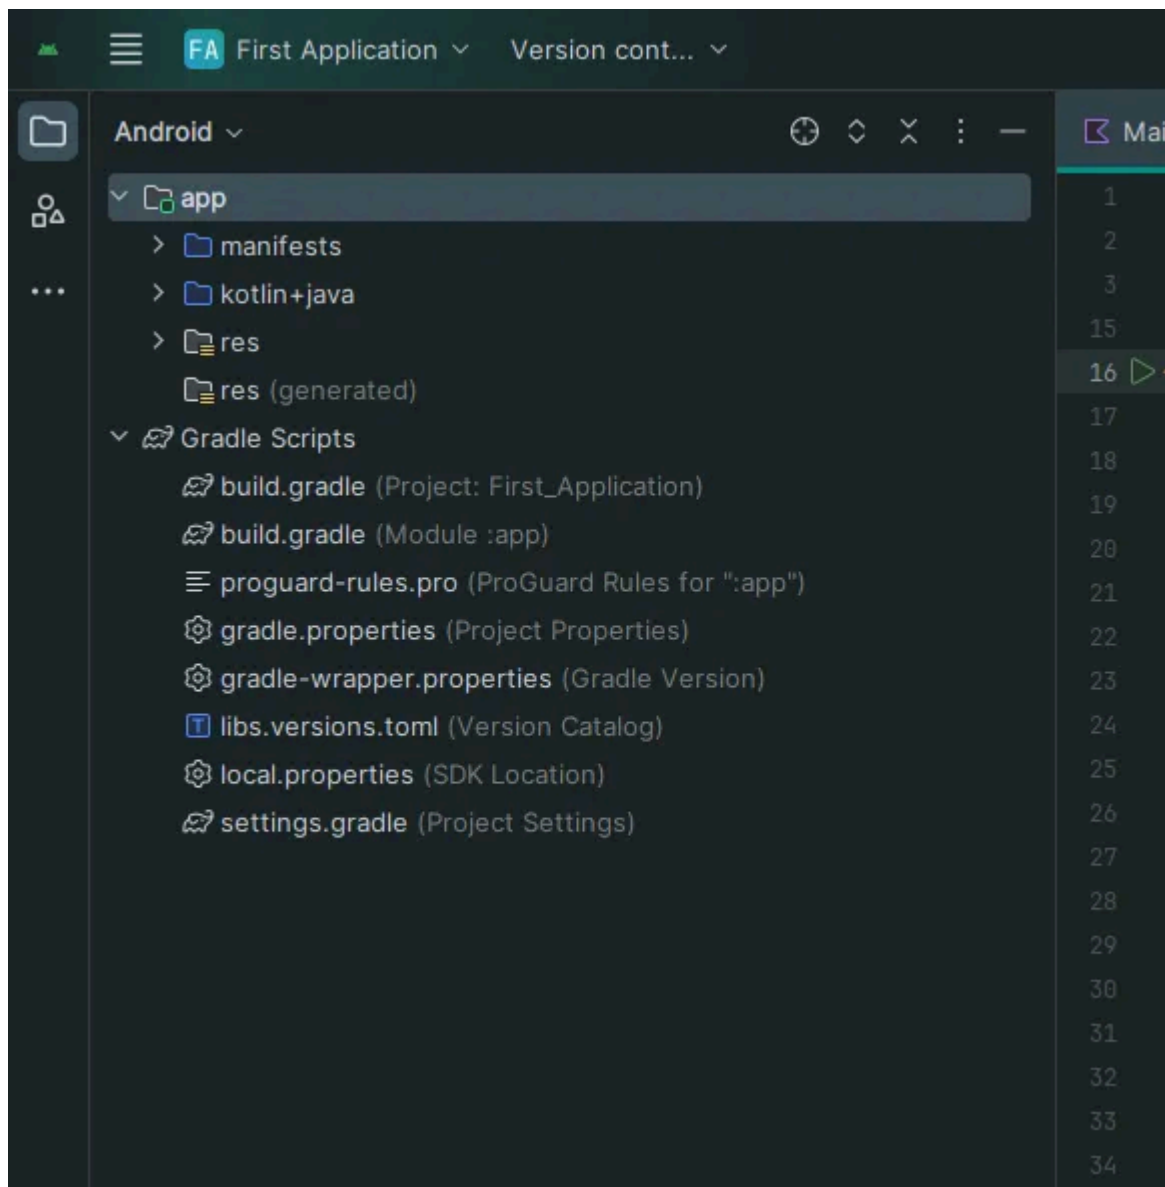 FA First Application Version cont...
Android
Mai
app
manifests
kotlin+java
res
res (generated)
Gradle Scripts
build.gradle (Project: First_Application)
build.gradle (Module :app)
proguard-rules.pro (ProGuard Rules for ":app")
gradle.properties (Project Properties)
gradle-wrapper.properties (Gradle Version)
T libs.versions.toml (Version Catalog)
local.properties (SDK Location)
settings.gradle (Project Settings)
1
2
3
15
16
17
18
19
20
21
22
23
24
25
26
27
28
29
30
31
32
33
34